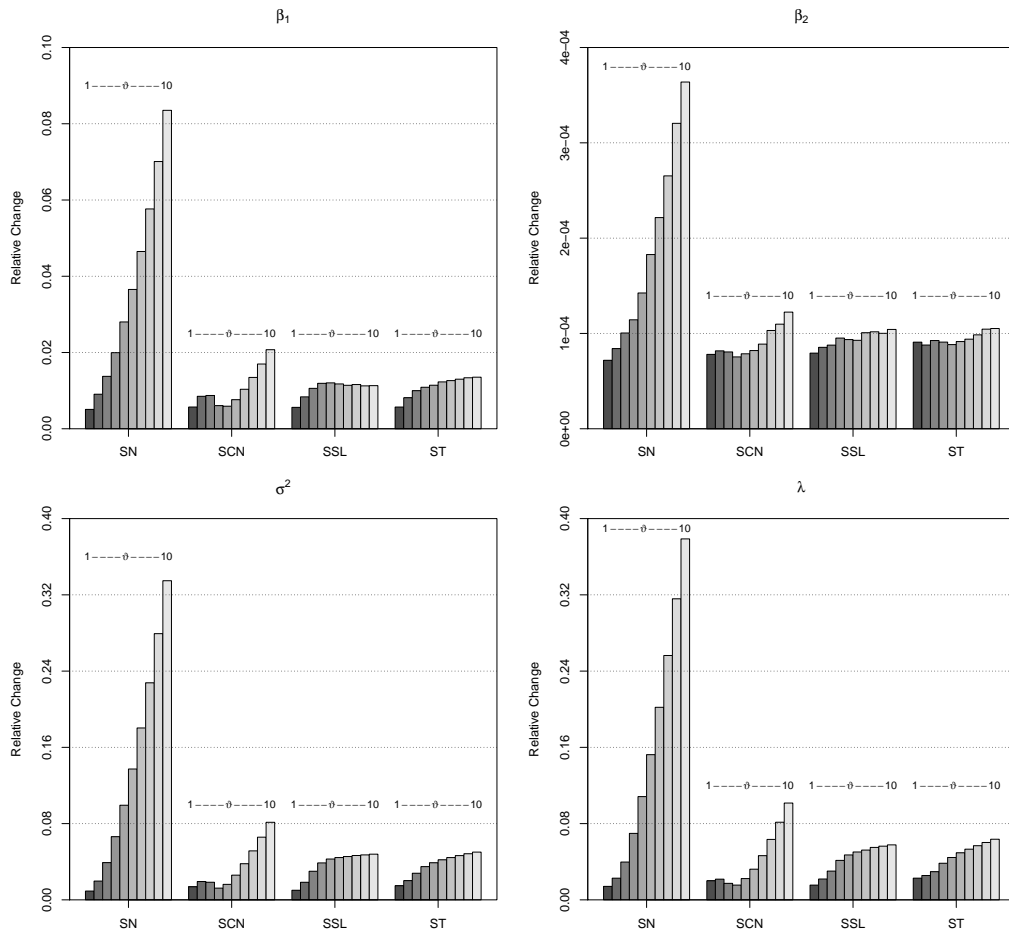 β1
Relative Change
0.10
0.08
0.06
0.04
0.02
0.00
1−−−−ϑ−−−−10
1−−−−ϑ−−−−10
1−−−−ϑ−−−−10
1−−−−ϑ−−−−10
SN SCN SSL ST
β2
Relative Change
4e−04
3e−04
2e−04
1e−04
0e+00
1−−−−ϑ−−−−10
1−−−−ϑ−−−−10
1−−−−ϑ−−−−10
1−−−−ϑ−−−−10
SN SCN SSL ST
σ2
Relative Change
0.40
0.32
0.24
0.16
0.08
0.00
1−−−−ϑ−−−−10
1−−−−ϑ−−−−10
1−−−−ϑ−−−−10
1−−−−ϑ−−−−10
SN SCN SSL ST
λ
Relative Change
0.40
0.32
0.24
0.16
0.08
0.00
1−−−−ϑ−−−−10
1−−−−ϑ−−−−10
1−−−−ϑ−−−−10
1−−−−ϑ−−−−10
SN SCN SSL ST